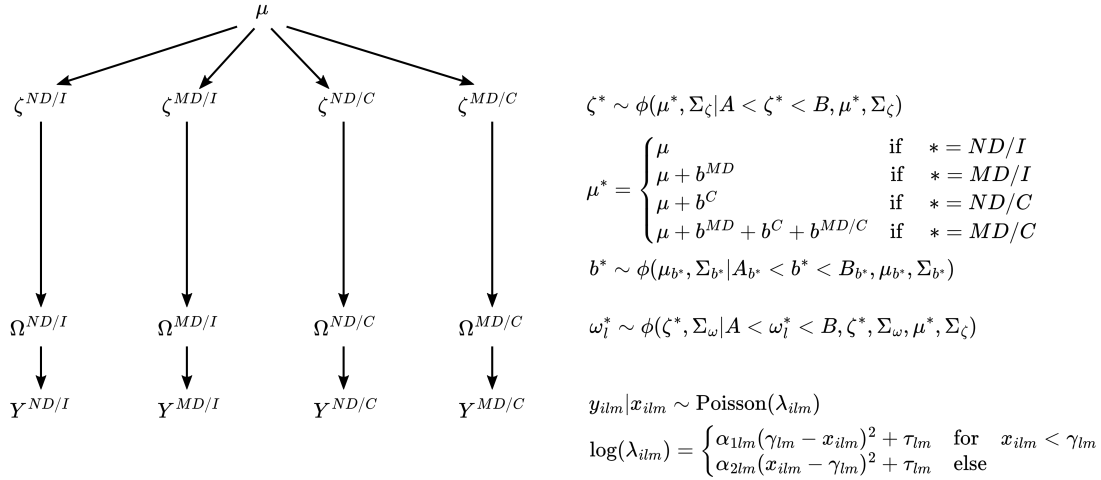 μ
ζ^{ND/I} ζ^{MD/I} ζ^{ND/C} ζ^{MD/C}
ζ* ∼ ϕ(μ*, Σ_ζ|A < ζ* < B, μ*, Σ_ζ)
μ* = {
μ if * = ND/I
μ + b^{MD} if * = MD/I
μ + b^C if * = ND/C
μ + b^{MD} + b^C + b^{MD/C} if * = MD/C
b* ∼ ϕ(μ_{b*}, Σ_{b*}|A_{b*} < b* < B_{b*}, μ_{b*}, Σ_{b*})
Ω^{ND/I} Ω^{MD/I} Ω^{ND/C} Ω^{MD/C}
ω_l^* ∼ ϕ(ζ*, Σ_ω|A < ω_l^* < B, ζ*, Σ_ω, μ*, Σ_ζ)
Y^{ND/I} Y^{MD/I} Y^{ND/C} Y^{MD/C}
y_{ilm}|x_{ilm} ∼ Poisson(λ_{ilm})
log(λ_{ilm}) = {
α_{1lm}(γ_{lm} − x_{ilm})^2 + τ_{lm} for x_{ilm} < γ_{lm}
α_{2lm}(x_{ilm} − γ_{lm})^2 + τ_{lm} else